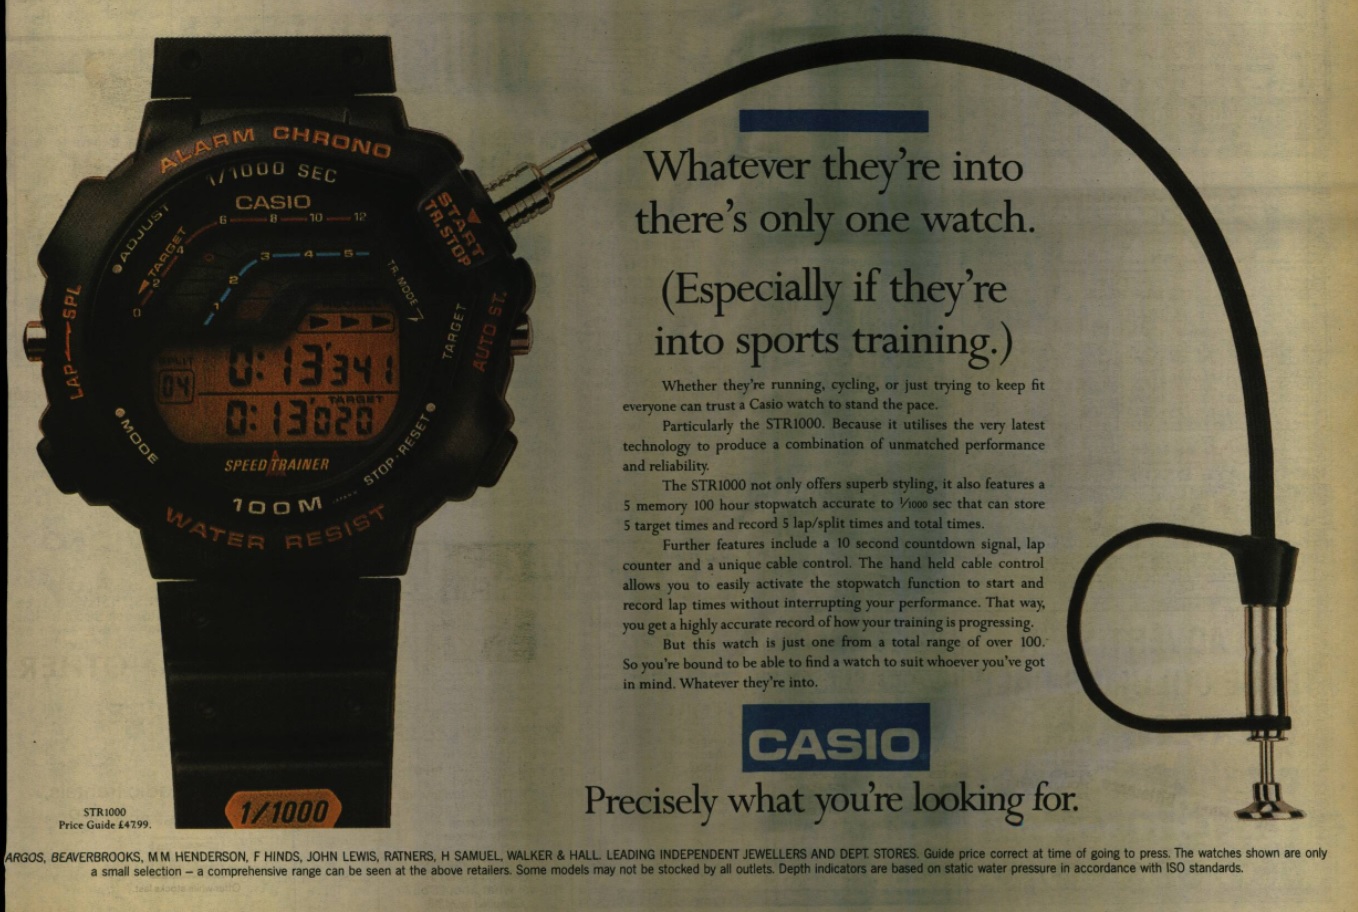 ALARM CHRONO
1/1000 SEC
CASIO
6 8 10 12
ADJUST
TARGET
0 2
1 2 3 4 5
TR. MODE
START
TR. STOP
LAP SPL
TARGET
AUTO ST.
SPLIT
04
0:13'341
TARGET
0:13'020
MODE
STOP·RESET
SPEED TRAINER
100M
WATER RESIST
1/1000
STR1000
Price Guide £47.99.
Whatever they're into
there's only one watch.
(Especially if they're
into sports training.)
Whether they're running, cycling, or just trying to keep fit
everyone can trust a Casio watch to stand the pace.
Particularly the STR1000. Because it utilises the very latest
technology to produce a combination of unmatched performance
and reliability.
The STR1000 not only offers superb styling, it also features a
5 memory 100 hour stopwatch accurate to 1/1000 sec that can store
5 target times and record 5 lap/split times and total times.
Further features include a 10 second countdown signal, lap
counter and a unique cable control. The hand held cable control
allows you to easily activate the stopwatch function to start and
record lap times without interrupting your performance. That way,
you get a highly accurate record of how your training is progressing.
But this watch is just one from a total range of over 100.
So you're bound to be able to find a watch to suit whoever you've got
in mind. Whatever they're into.
CASIO
Precisely what you're looking for.
ARGOS, BEAVERBROOKS, M M HENDERSON, F HINDS, JOHN LEWIS, RATNERS, H SAMUEL, WALKER & HALL. LEADING INDEPENDENT JEWELLERS AND DEPT. STORES. Guide price correct at time of going to press. The watches shown are only
a small selection – a comprehensive range can be seen at the above retailers. Some models may not be stocked by all outlets. Depth indicators are based on static water pressure in accordance with ISO standards.